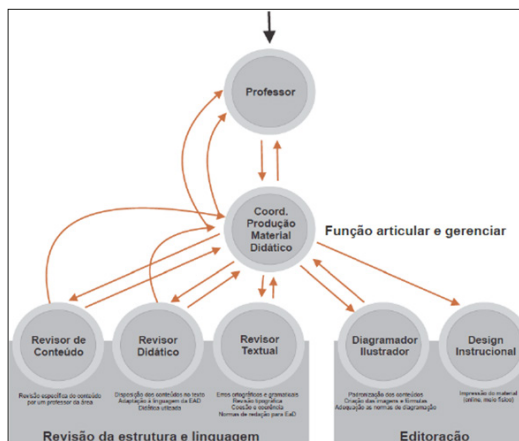 Professor
Coord.
Produção
Material
Didático
Função articular e gerenciar
Revisor de
Conteúdo
Revisor
Didático
Revisor
Textual
Diagramador
Ilustrador
Design
Instrucional
Revisão específica do conteúdo
por um professor da área
Disposição dos conteúdos no texto
Adaptação à linguagem da EAD
Didática utilizada
Erros ortográficos e gramaticais
Revisão tipográfica
Coesão e coerência
Normas de redação para EaD
Padronização dos conteúdos
Criação das imagens e fórmulas
Adequação as normas de diagramação
Impressão do material
(online, meio físico)
Revisão da estrutura e linguagem
Editoração